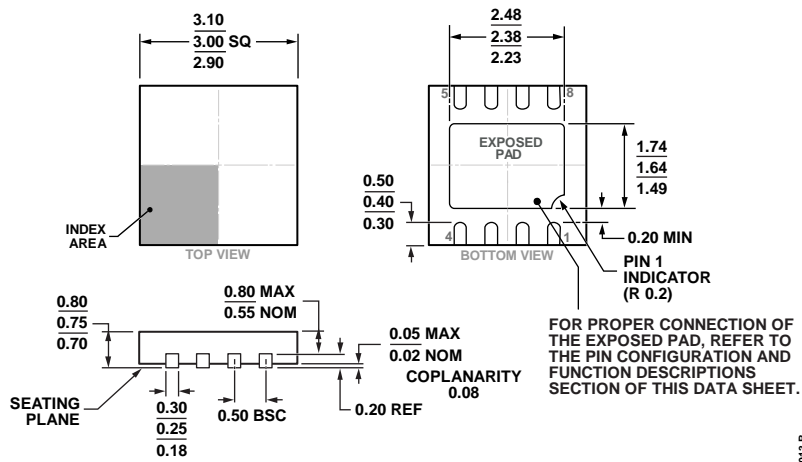 3.10
3.00 SQ
2.90
INDEX
AREA
TOP VIEW
2.48
2.38
2.23
5
8
EXPOSED
PAD
4
1
BOTTOM VIEW
0.50
0.40
0.30
1.74
1.64
1.49
0.20 MIN
PIN 1
INDICATOR
(R 0.2)
FOR PROPER CONNECTION OF
THE EXPOSED PAD, REFER TO
THE PIN CONFIGURATION AND
FUNCTION DESCRIPTIONS
SECTION OF THIS DATA SHEET.
0.80
0.75
0.70
SEATING
PLANE
0.80 MAX
0.55 NOM
0.30
0.25
0.18
0.50 BSC
0.05 MAX
0.02 NOM
COPLANARITY
0.08
0.20 REF